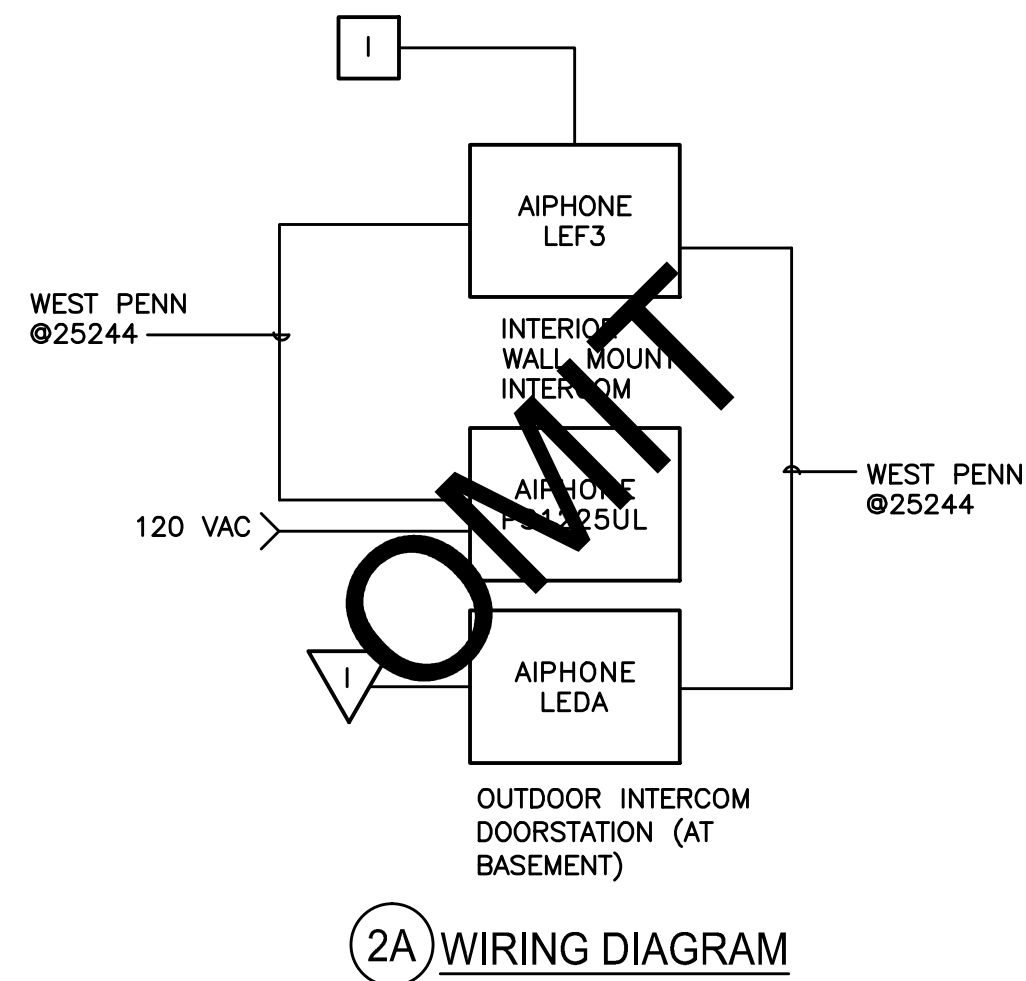 I
AIPHONE
LEF3
WEST PENN
@25244
INTERIOR
WALL MOUNT
INTERCOM
AIPHONE
PS1225UL
120 VAC
WEST PENN
@25244
OMIT
I
AIPHONE
LEDA
OUTDOOR INTERCOM
DOORSTATION (AT
BASEMENT)
2A WIRING DIAGRAM